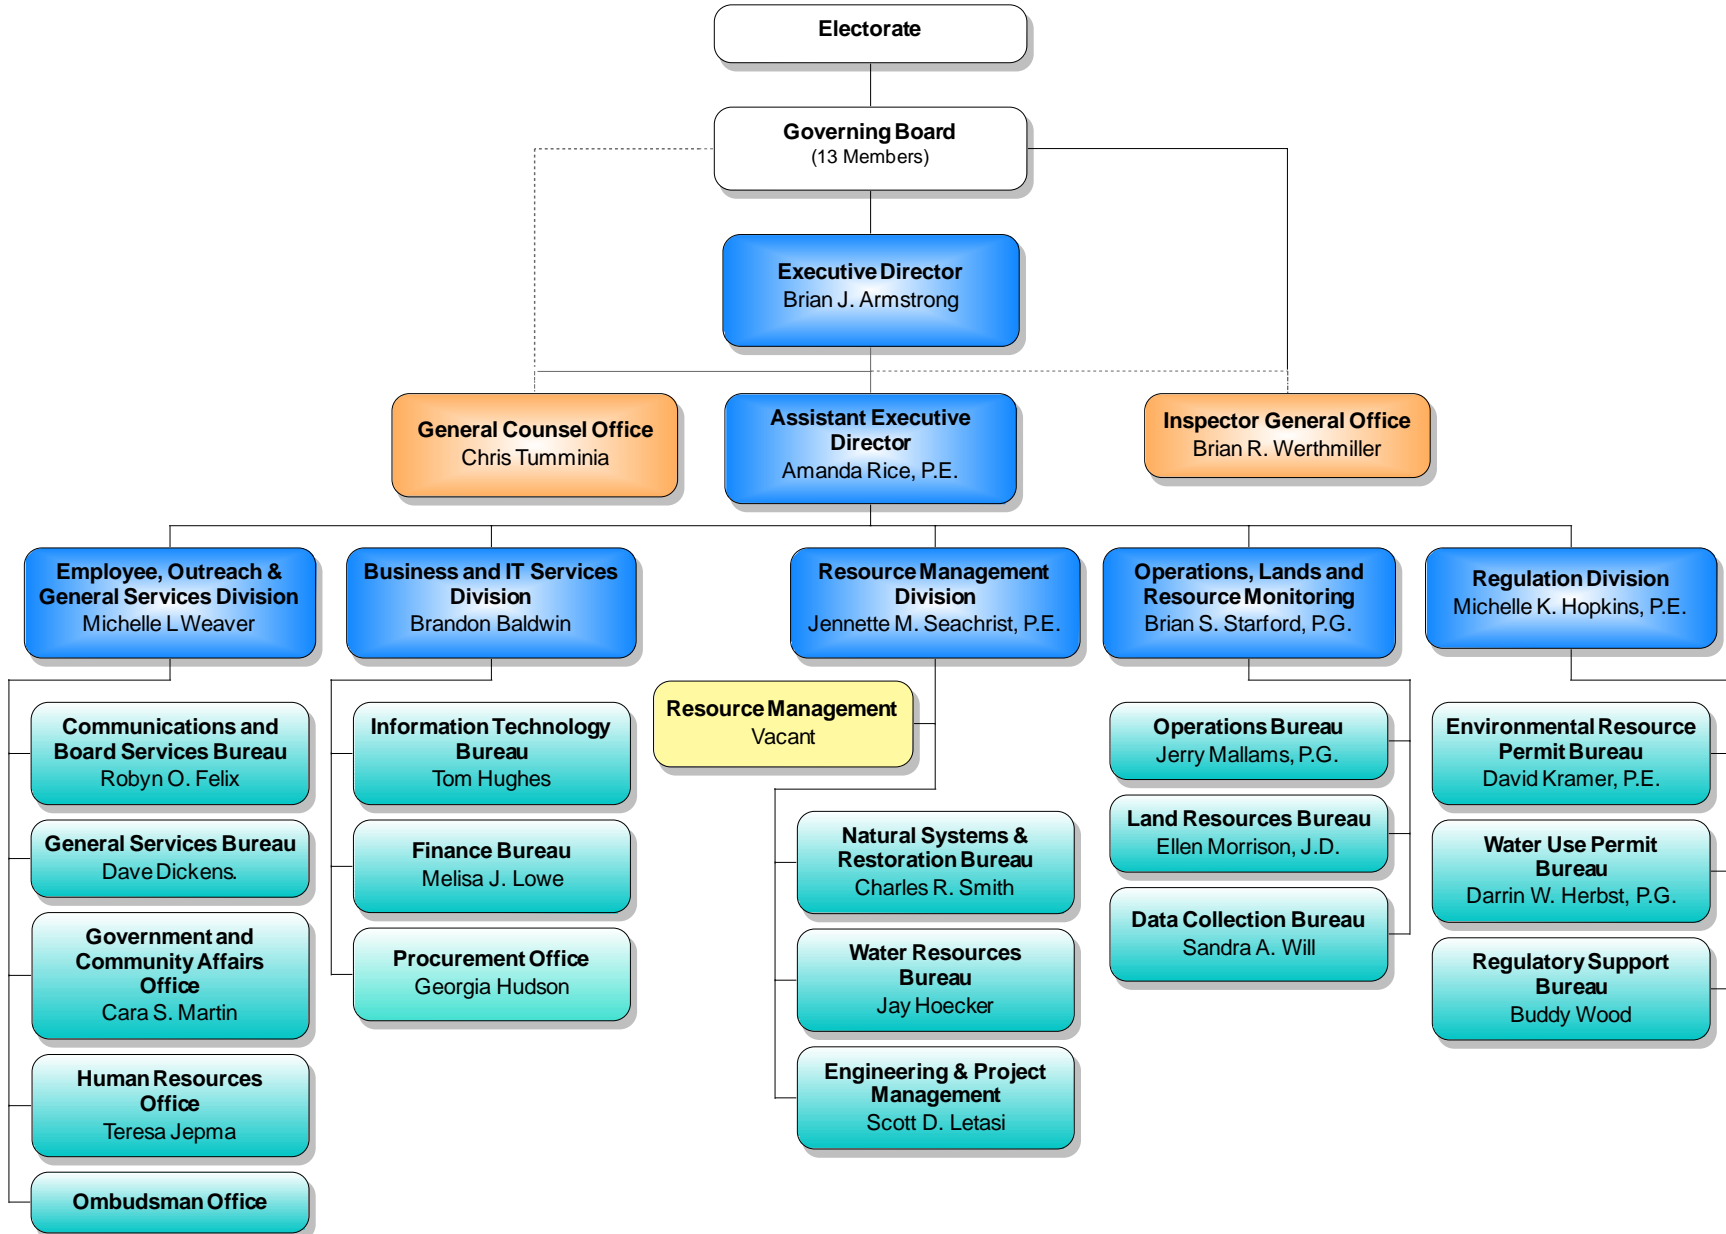 Electorate
Governing Board
(13 Members)
Executive Director
Brian J. Armstrong
General Counsel Office
Chris Tumminia
Assistant Executive
Director
Amanda Rice, P.E.
Inspector General Office
Brian R. Werthmiller
Employee, Outreach &
General Services Division
Michelle L Weaver
Business and IT Services
Division
Brandon Baldwin
Resource Management
Division
Jennette M. Seachrist, P.E.
Operations, Lands and
Resource Monitoring
Brian S. Starford, P.G.
Regulation Division
Michelle K. Hopkins, P.E.
Communications and
Board Services Bureau
Robyn O. Felix
General Services Bureau
Dave Dickens.
Government and
Community Affairs
Office
Cara S. Martin
Human Resources
Office
Teresa Jepma
Ombudsman Office
Information Technology
Bureau
Tom Hughes
Finance Bureau
Melisa J. Lowe
Procurement Office
Georgia Hudson
Resource Management
Vacant
Natural Systems &
Restoration Bureau
Charles R. Smith
Water Resources
Bureau
Jay Hoecker
Engineering & Project
Management
Scott D. Letasi
Operations Bureau
Jerry Mallams, P.G.
Land Resources Bureau
Ellen Morrison, J.D.
Data Collection Bureau
Sandra A. Will
Environmental Resource
Permit Bureau
David Kramer, P.E.
Water Use Permit
Bureau
Darrin W. Herbst, P.G.
Regulatory Support
Bureau
Buddy Wood